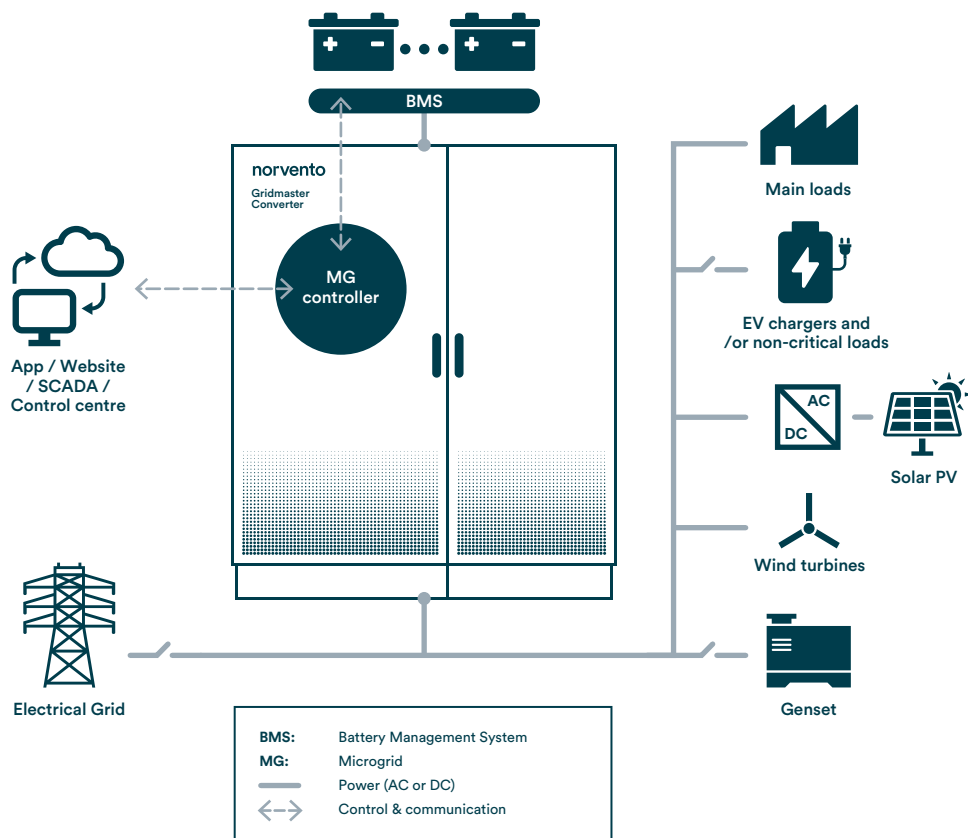 BMS
norvento
Gridmaster
Converter
MG
controller
App / Website
/ SCADA /
Control centre
Electrical Grid
Main loads
EV chargers and
/or non-critical loads
AC
DC
Solar PV
Wind turbines
Genset
BMS: Battery Management System
MG: Microgrid
Power (AC or DC)
Control & communication